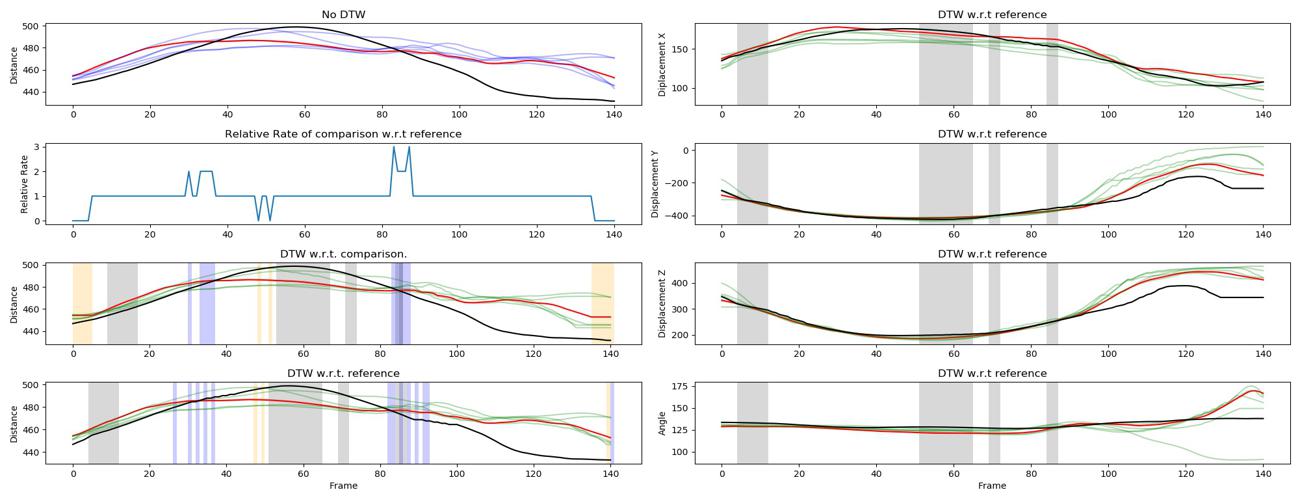 No DTW
Distance
500
480
460
440
0 20 40 60 80 100 120 140
Relative Rate of comparison w.r.t reference
Relative Rate
3
2
1
0
0 20 40 60 80 100 120 140
DTW w.r.t. comparison.
Distance
500
480
460
440
0 20 40 60 80 100 120 140
DTW w.r.t. reference
Distance
500
480
460
440
0 20 40 60 80 100 120 140
Frame
DTW w.r.t reference
Diplacement X
150
100
0 20 40 60 80 100 120 140
DTW w.r.t reference
Displacement Y
0
−200
−400
0 20 40 60 80 100 120 140
DTW w.r.t reference
Displacement Z
400
300
200
0 20 40 60 80 100 120 140
DTW w.r.t reference
Angle
175
150
125
100
0 20 40 60 80 100 120 140
Frame